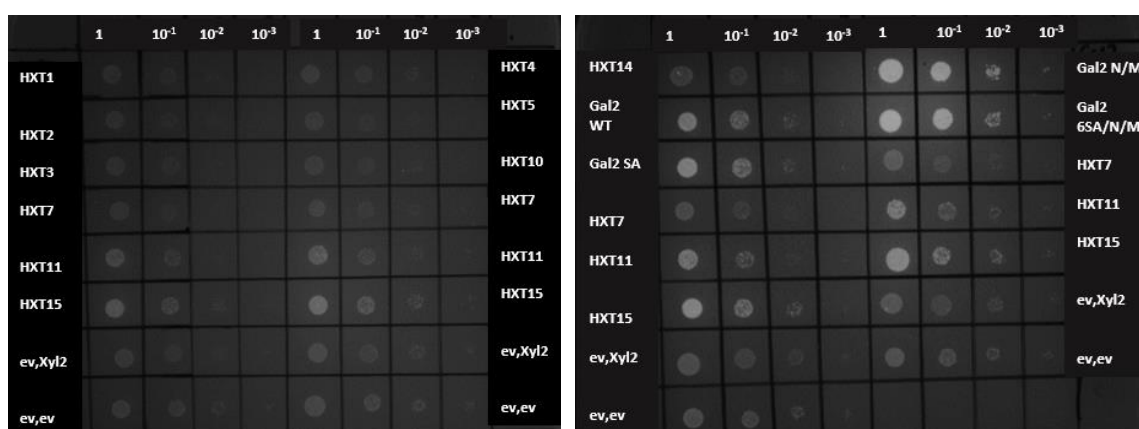 1 10⁻¹ 10⁻² 10⁻³ 1 10⁻¹ 10⁻² 10⁻³
HXT1
HXT2
HXT3
HXT7
HXT11
HXT15
ev,Xyl2
ev,ev
HXT4
HXT5
HXT10
HXT7
HXT11
HXT15
ev,Xyl2
ev,ev
1 10⁻¹ 10⁻² 10⁻³ 1 10⁻¹ 10⁻² 10⁻³
HXT14
Gal2
WT
Gal2 SA
HXT7
HXT11
HXT15
ev,Xyl2
ev,ev
Gal2 N/M
Gal2
6SA/N/M
HXT7
HXT11
HXT15
ev,Xyl2
ev,ev